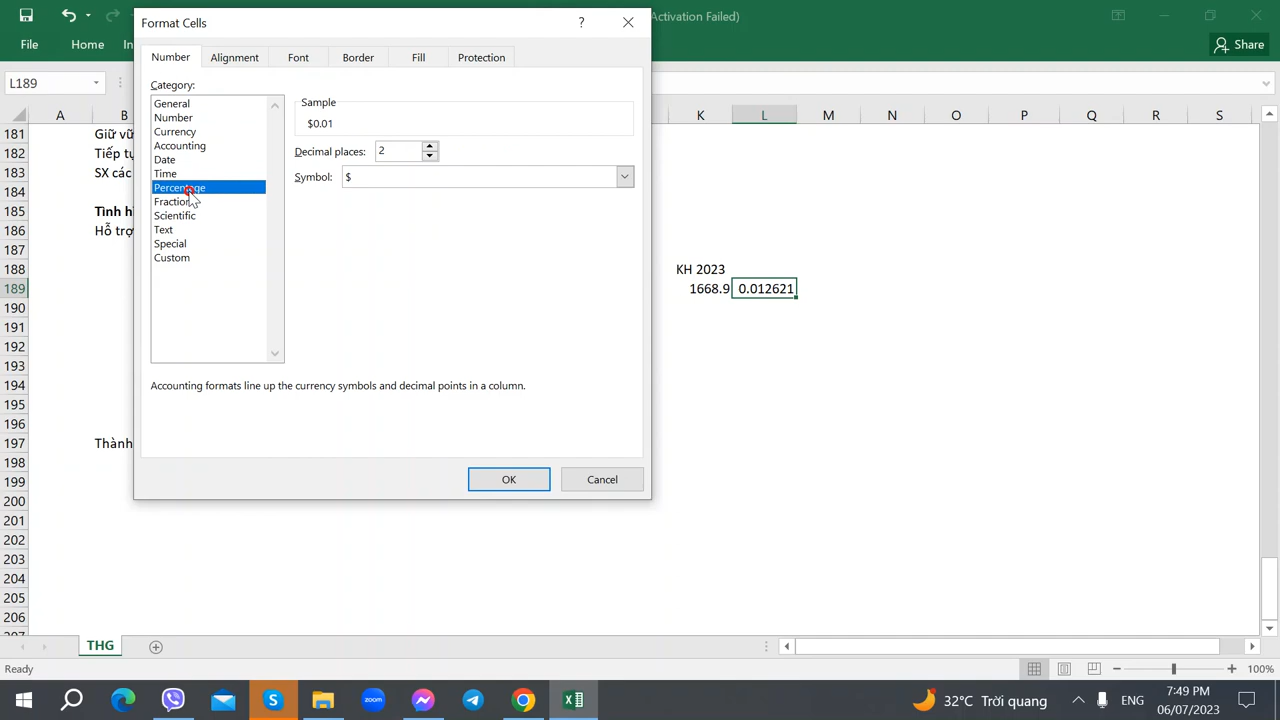 Format Cells
?
Activation Failed)
File
Home
In
Share
Number
Alignment
Font
Border
Fill
Protection
L189
Category:
General
Number
Currency
Accounting
Date
Time
Percentage
Fraction
Scientific
Text
Special
Custom
Sample
$0.01
Decimal places: 2
Symbol: $
Accounting formats line up the currency symbols and decimal points in a column.
OK
Cancel
A B K L M N O P Q R S
181 Giữ vữ
182 Tiếp tụ
183 SX các
184
185 Tình h
186 Hỗ trợ
187
188 KH 2023
189 1668.9 0.012621
190
191
192
193
194
195
196
197 Thành
198
199
200
201
202
203
204
205
206
207
THG
Ready
100%
32°C Trời quang
ENG
7:49 PM
06/07/2023
zoom